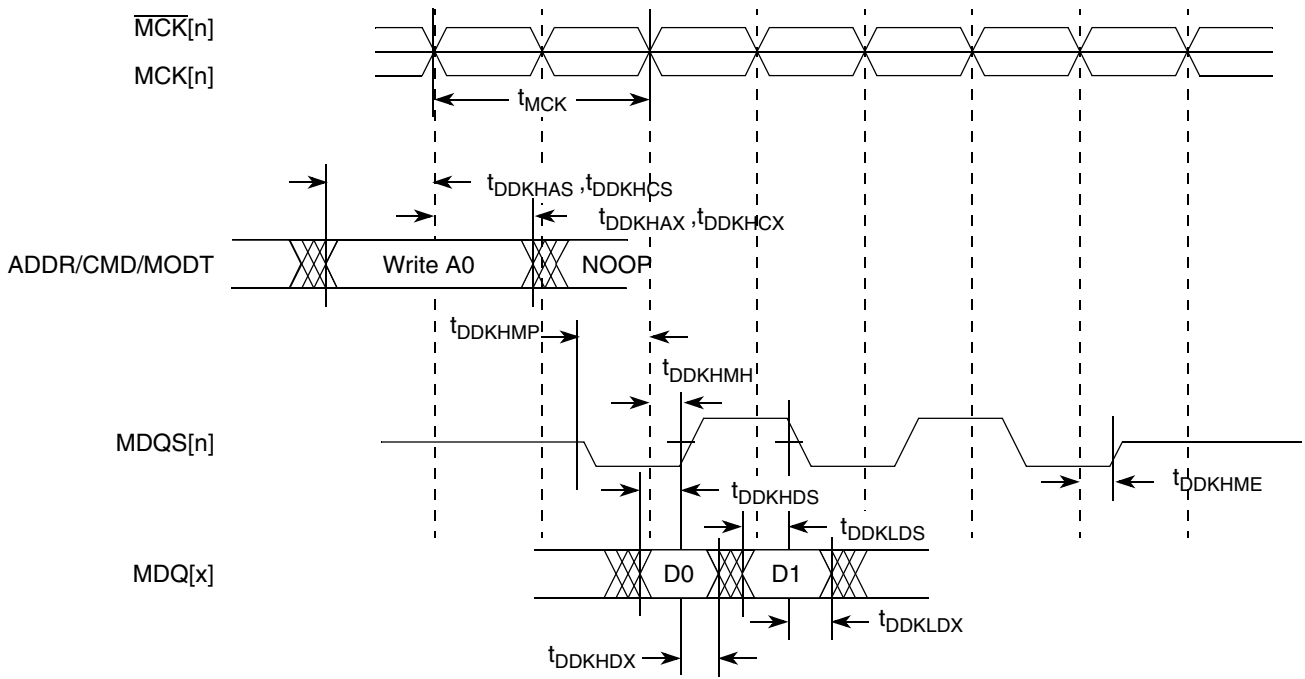 MCK[n]
MCK[n]
tMCK
tDDKHAS ,tDDKHCS
tDDKHAX ,tDDKHCX
ADDR/CMD/MODT
Write A0
NOOP
tDDKHMP
tDDKHMH
MDQS[n]
tDDKHME
tDDKHDS
tDDKLDS
MDQ[x]
D0
D1
tDDKLDX
tDDKHDX